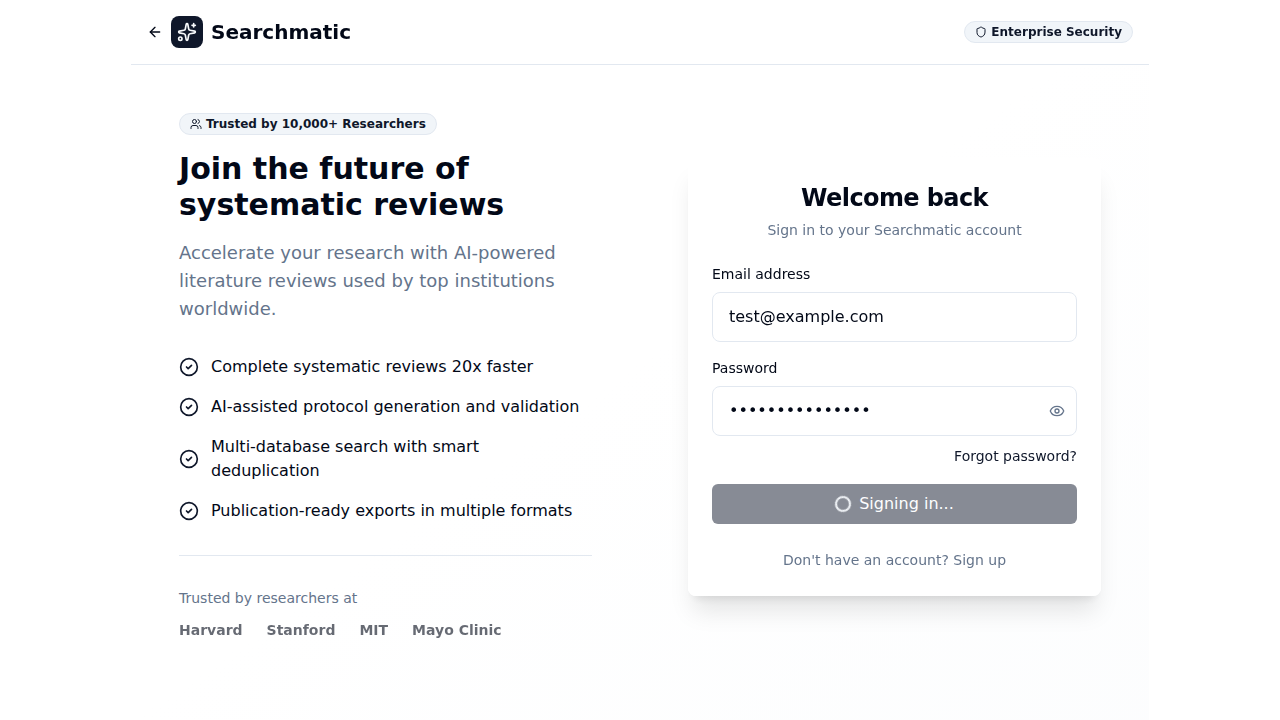 Searchmatic
Enterprise Security
Trusted by 10,000+ Researchers
Join the future of
systematic reviews
Accelerate your research with AI-powered
literature reviews used by top institutions
worldwide.
Complete systematic reviews 20x faster
AI-assisted protocol generation and validation
Multi-database search with smart
deduplication
Publication-ready exports in multiple formats
Trusted by researchers at
Harvard Stanford MIT Mayo Clinic
Welcome back
Sign in to your Searchmatic account
Email address
test@example.com
Password
••••••••••••••
Forgot password?
Signing in...
Don't have an account? Sign up